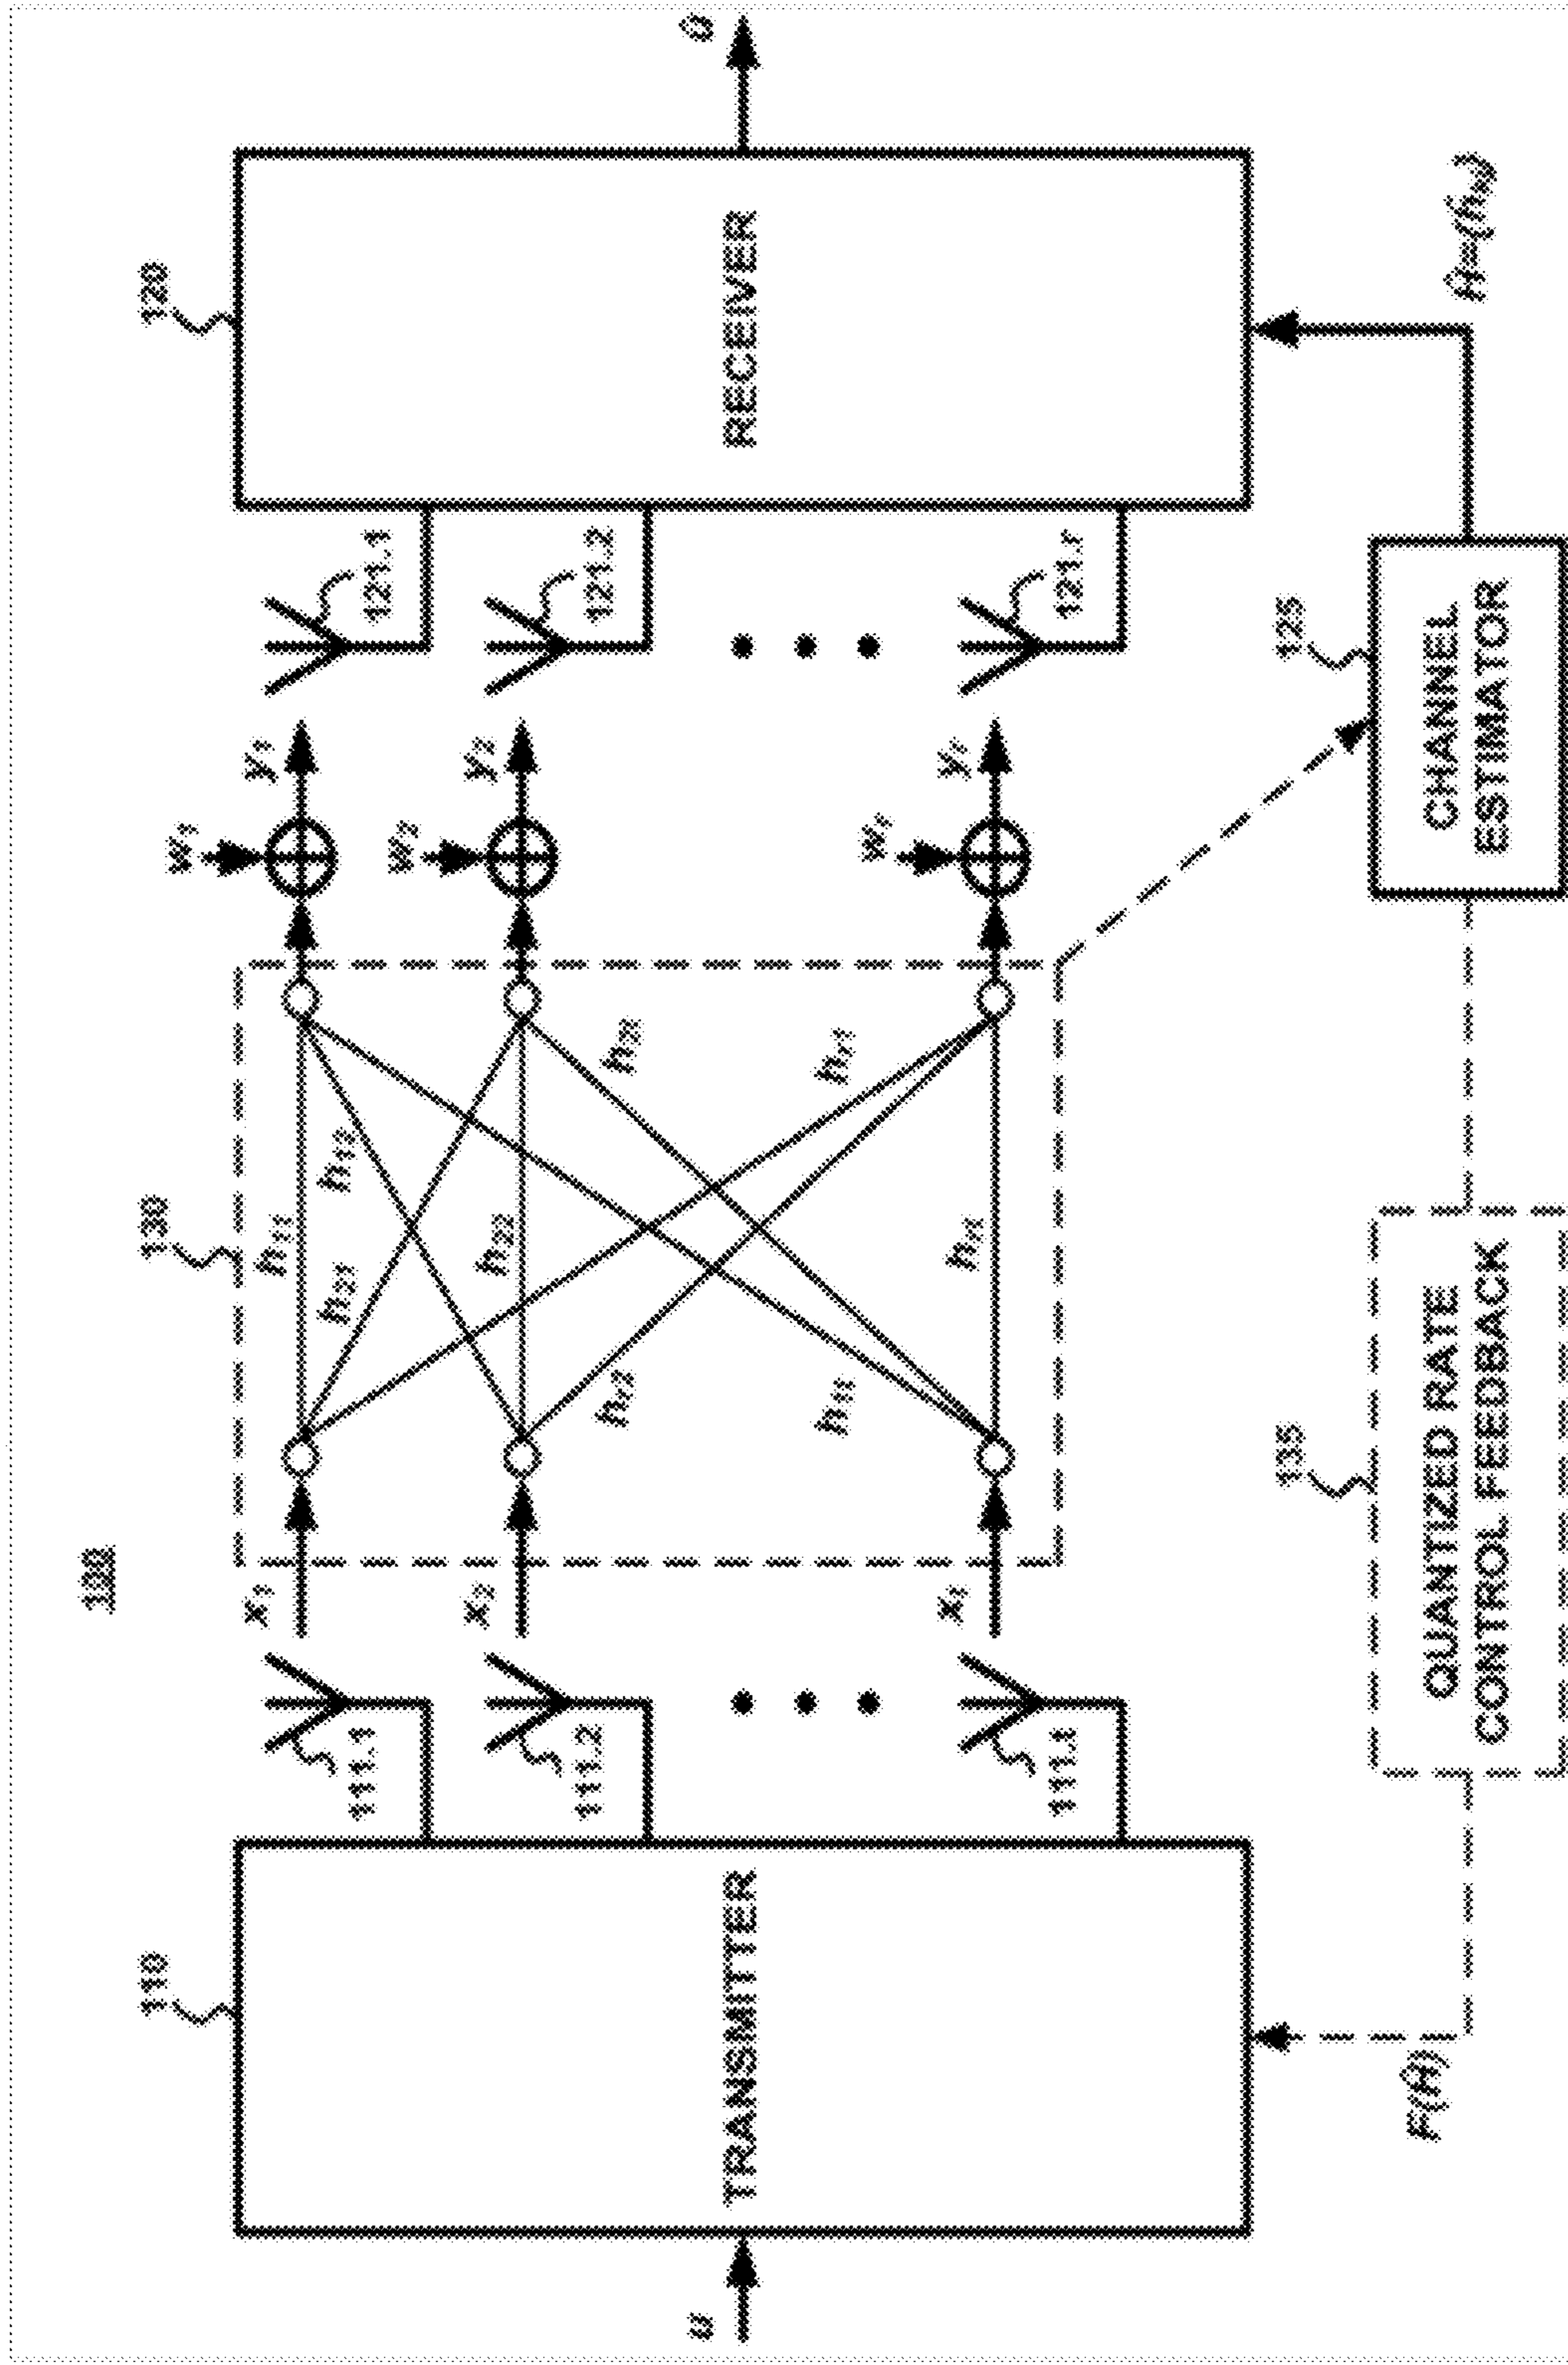 100
110
130
120
u
TRANSMITTER
111.1
111.2
111.t
x1
x2
xt
h11
h21
h12
h22
hr2
h2t
h1t
hr1
hrt
w1
w2
wr
y1
y2
yr
121.1
121.2
121.r
RECEIVER
û
F(Ĥ)
135
QUANTIZED RATE
CONTROL FEEDBACK
125
CHANNEL
ESTIMATOR